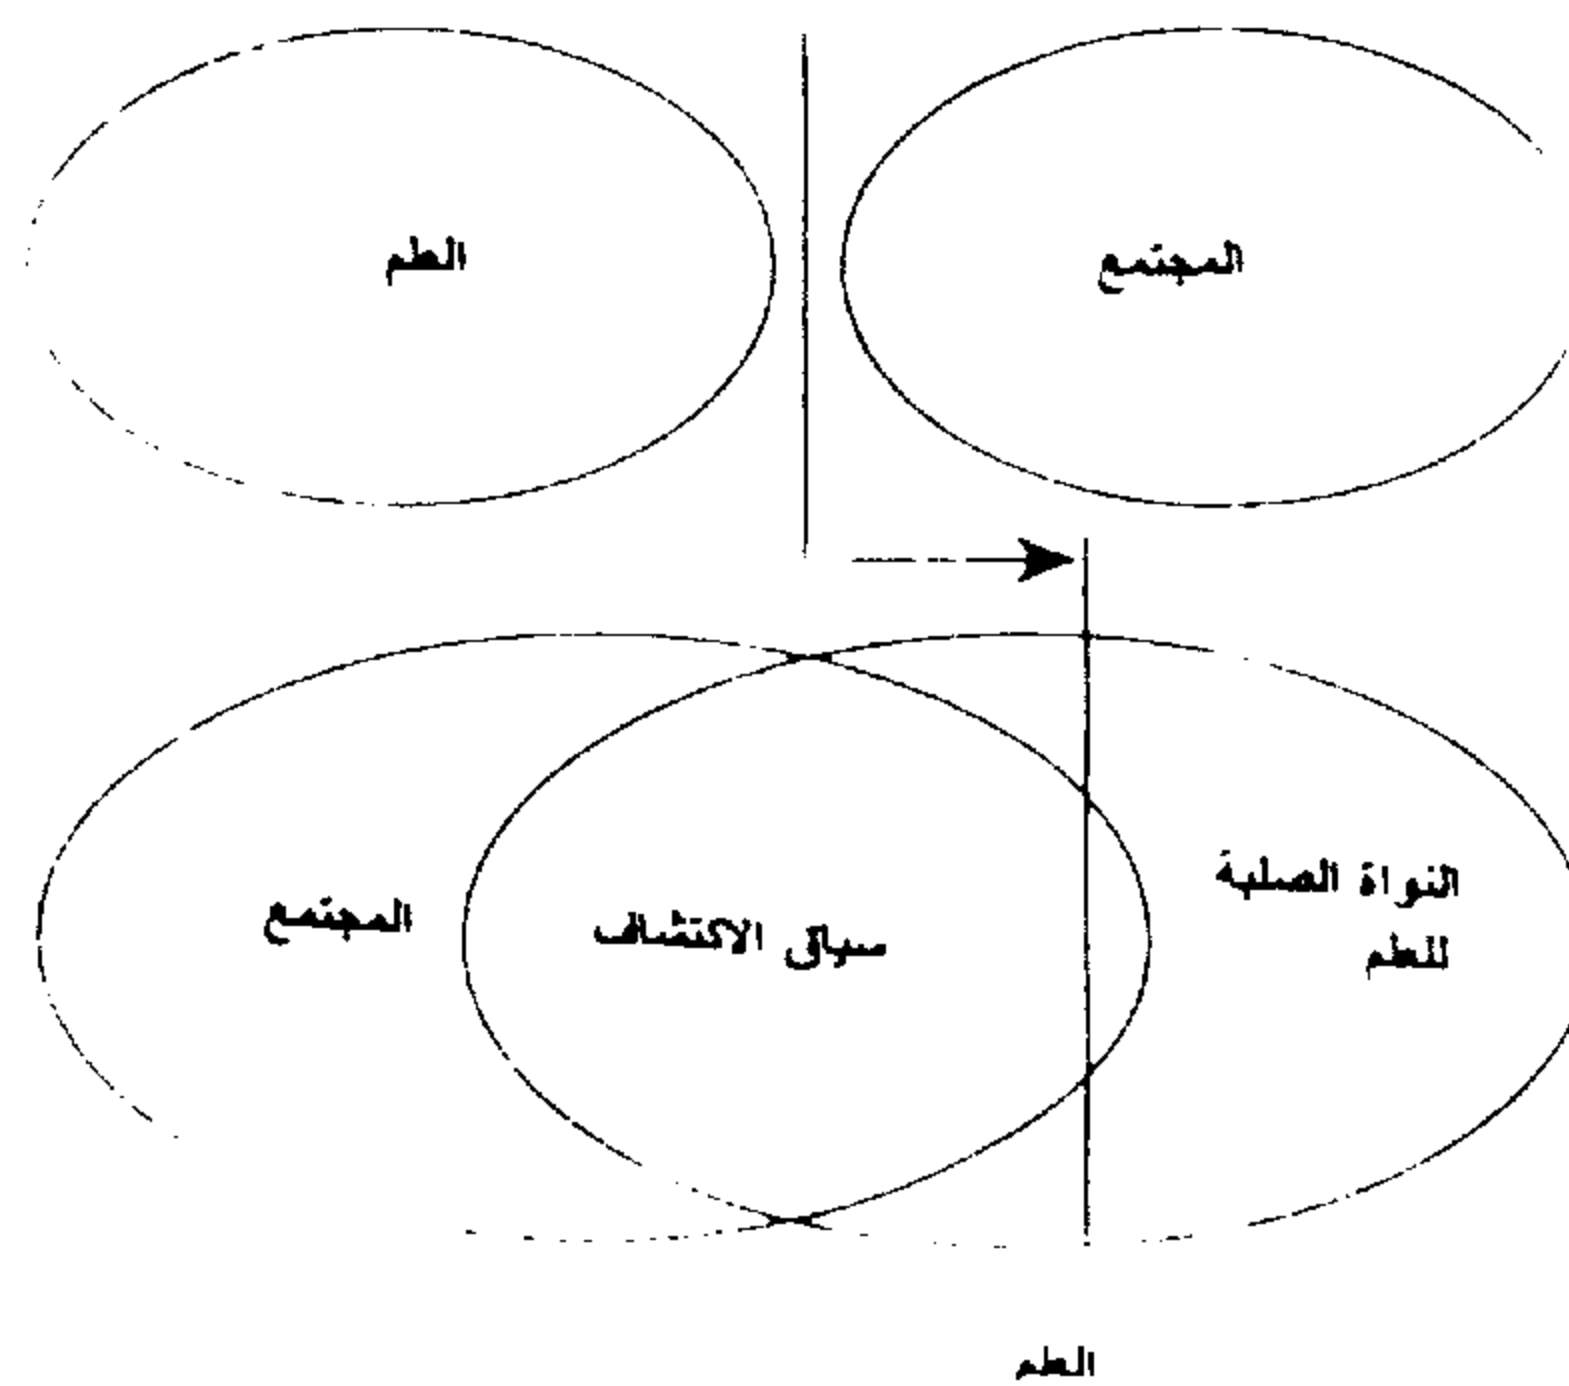 المجتمع
العلم
النواة الصلبة
للعلم
سياق الاكتشاف
المجتمع
العلم